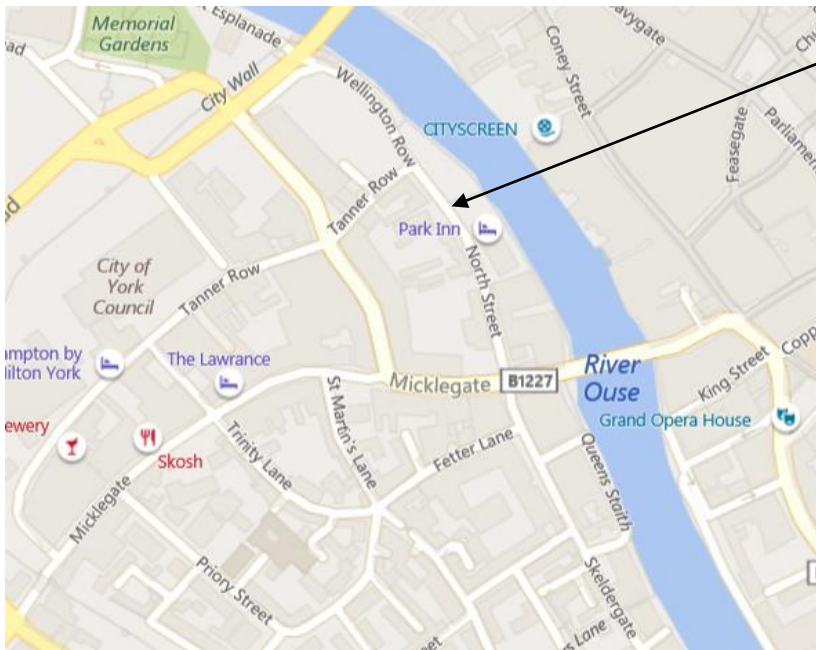 Memorial
Gardens
Esplanade
City Wall
Wellington Row
Coney Street
CITYSCREEN
Feasegate
Tanner Row
Park Inn
North Street
City of
York
Council
Tanner Row
The Lawrance
Micklegate
B1227
River
Ouse
King Street
Grand Opera House
St Martin's Lane
Fetter Lane
Queens Staith
Skosh
Trinity Lane
Micklegate
Priory Street
Skeldergate
Lane